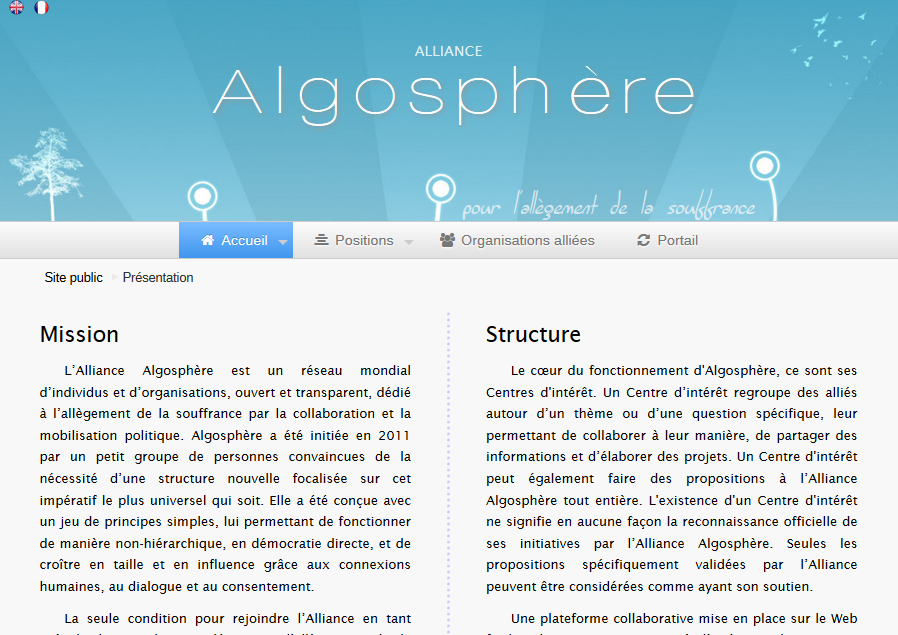 ALLIANCE
Algosphère
pour l'allègement de la souffrance
Accueil
Positions
Organisations alliées
Portail
Site public
Présentation
Mission
L’Alliance Algosphère est un réseau mondial
d’individus et d’organisations, ouvert et transparent, dédié
à l’allègement de la souffrance par la collaboration et la
mobilisation politique. Algosphère a été initiée en 2011
par un petit groupe de personnes convaincues de la
nécessité d’une structure nouvelle focalisée sur cet
impératif le plus universel qui soit. Elle a été conçue avec
un jeu de principes simples, lui permettant de fonctionner
de manière non-hiérarchique, en démocratie directe, et de
croître en taille et en influence grâce aux connexions
humaines, au dialogue et au consentement.
La seule condition pour rejoindre l’Alliance en tant
Structure
Le cœur du fonctionnement d'Algosphère, ce sont ses
Centres d'intérêt. Un Centre d’intérêt regroupe des alliés
autour d’un thème ou d’une question spécifique, leur
permettant de collaborer à leur manière, de partager des
informations et d’élaborer des projets. Un Centre d'intérêt
peut également faire des propositions à l’Alliance
Algosphère tout entière. L'existence d'un Centre d'intérêt
ne signifie en aucune façon la reconnaissance officielle de
ses initiatives par l’Alliance Algosphère. Seules les
propositions spécifiquement validées par l’Alliance
peuvent être considérées comme ayant son soutien.
Une plateforme collaborative mise en place sur le Web